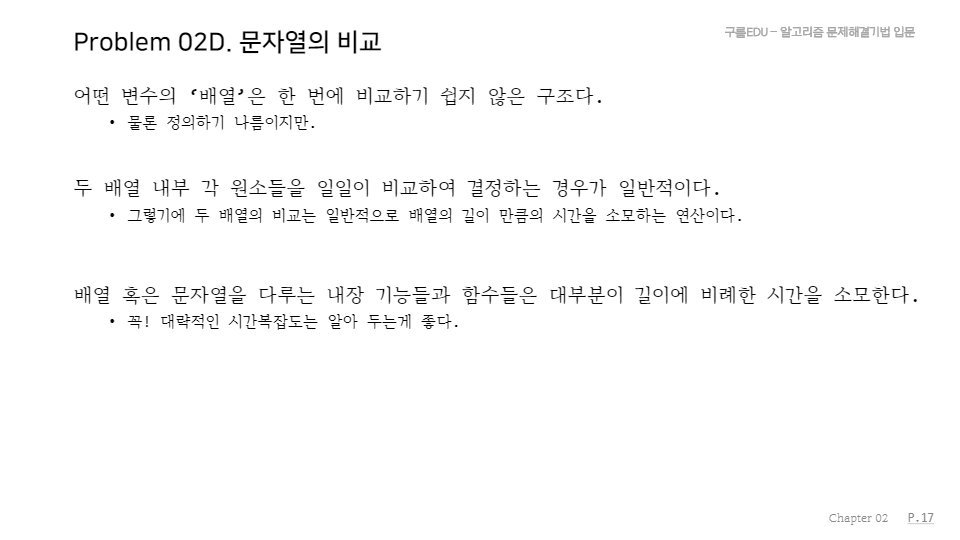 Problem 02D. 문자열의 비교
구름EDU – 알고리즘 문제해결기법 입문
어떤 변수의 ‘배열’은 한 번에 비교하기 쉽지 않은 구조다.
• 물론 정의하기 나름이지만.
두 배열 내부 각 원소들을 일일이 비교하여 결정하는 경우가 일반적이다.
• 그렇기에 두 배열의 비교는 일반적으로 배열의 길이 만큼의 시간을 소모하는 연산이다.
배열 혹은 문자열을 다루는 내장 기능들과 함수들은 대부분이 길이에 비례한 시간을 소모한다.
• 꼭! 대략적인 시간복잡도는 알아 두는게 좋다.
Chapter 02 P.17